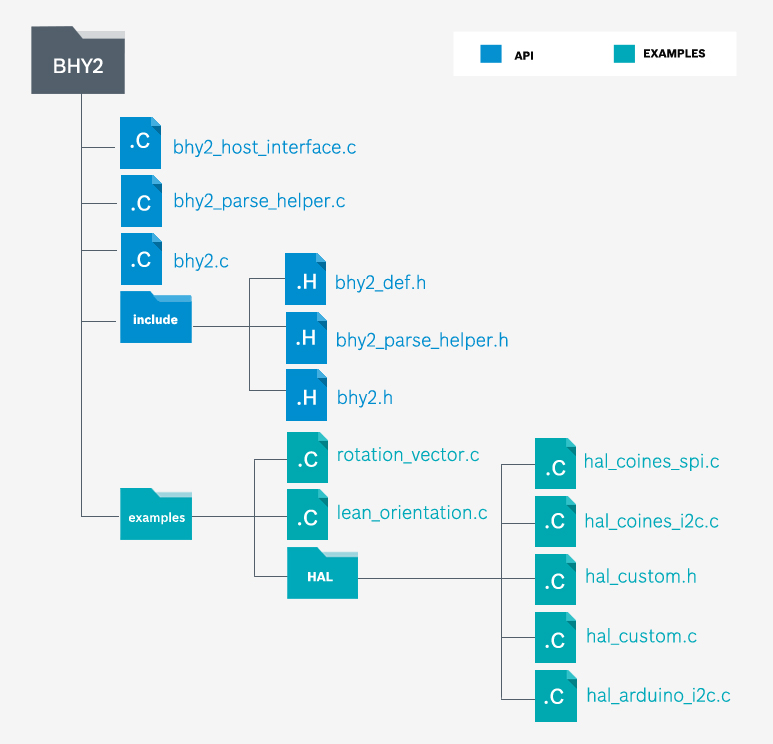 BHY2
API
EXAMPLES
.C
bhy2_host_interface.c
.C
bhy2_parse_helper.c
.C
bhy2.c
include
.H
bhy2_def.h
.H
bhy2_parse_helper.h
.H
bhy2.h
examples
.C
rotation_vector.c
.C
lean_orientation.c
HAL
.C
hal_coines_spi.c
.C
hal_coines_i2c.c
.C
hal_custom.h
.C
hal_custom.c
.C
hal_arduino_i2c.c